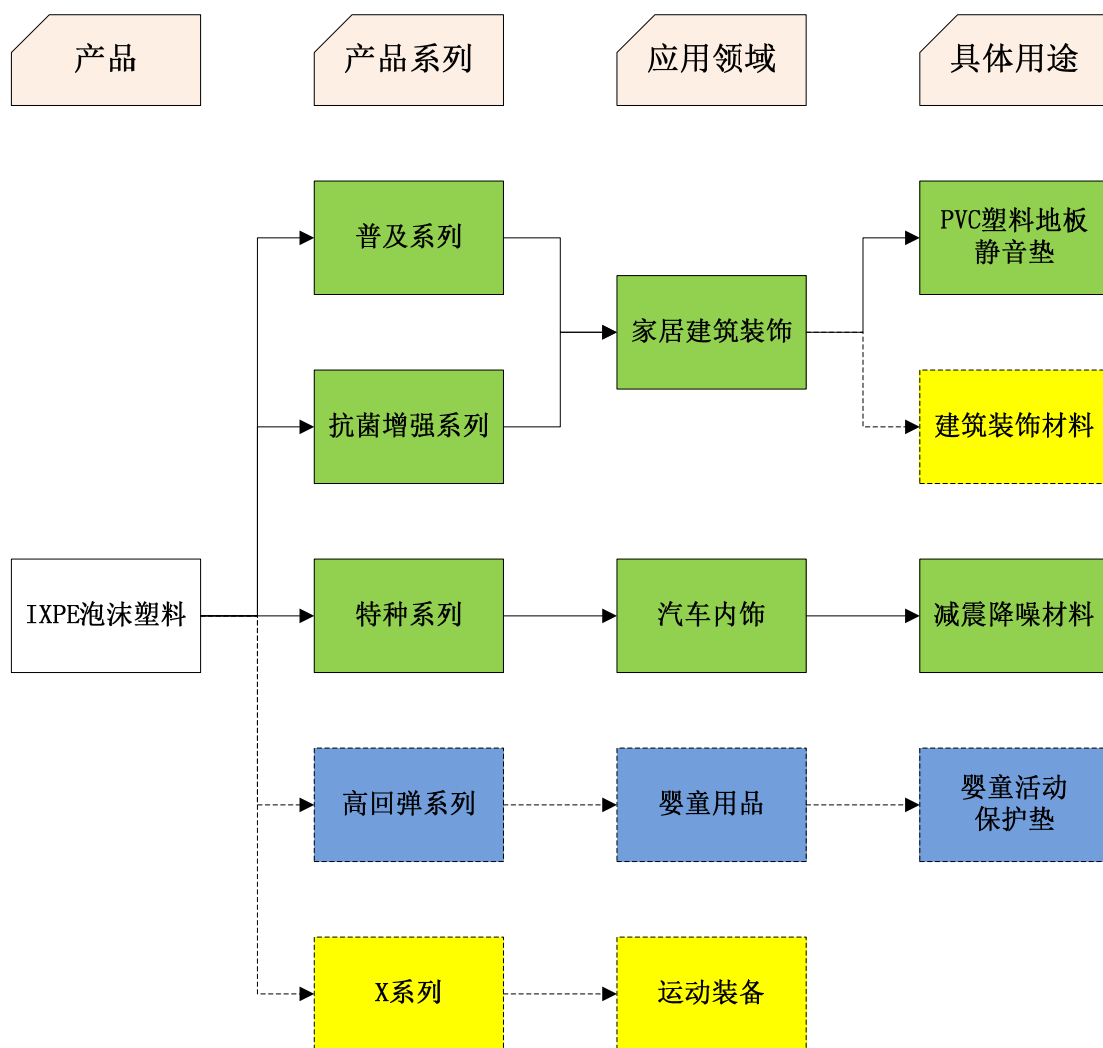 产品
产品系列
应用领域
具体用途
普及系列
PVC塑料地板
静音垫
家居建筑装饰
抗菌增强系列
建筑装饰材料
IXPE泡沫塑料
特种系列
汽车内饰
减震降噪材料
高回弹系列
婴童用品
婴童活动
保护垫
X系列
运动装备